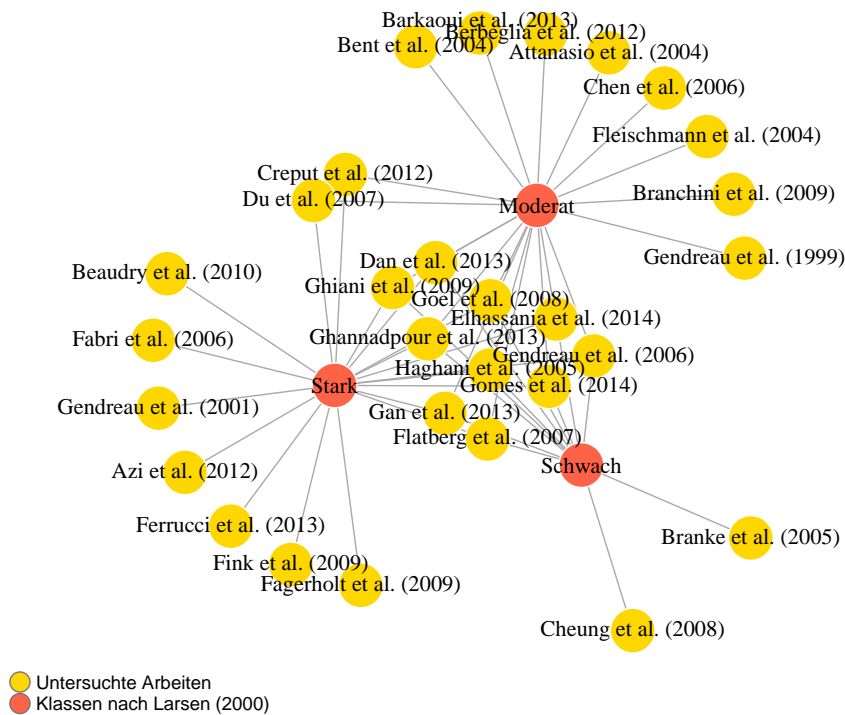 Barkaoui et al. (2013)
Berbeglia et al. (2012)
Bent et al. (2004)
Attanasio et al. (2004)
Chen et al. (2006)
Fleischmann et al. (2004)
Creput et al. (2012)
Du et al. (2007)
Branchini et al. (2009)
Moderat
Gendreau et al. (1999)
Dan et al. (2013)
Beaudry et al. (2010)
Ghiani et al. (2009)
Goel et al. (2008)
Elhassania et al. (2014)
Fabri et al. (2006)
Ghannadpour et al. (2013)
Gendreau et al. (2006)
Haghani et al. (2005)
Stark
Gomes et al. (2014)
Gendreau et al. (2001)
Gan et al. (2013)
Flatberg et al. (2007)
Schwach
Azi et al. (2012)
Ferrucci et al. (2013)
Branke et al. (2005)
Fink et al. (2009)
Fagerholt et al. (2009)
Cheung et al. (2008)
Untersuchte Arbeiten
Klassen nach Larsen (2000)